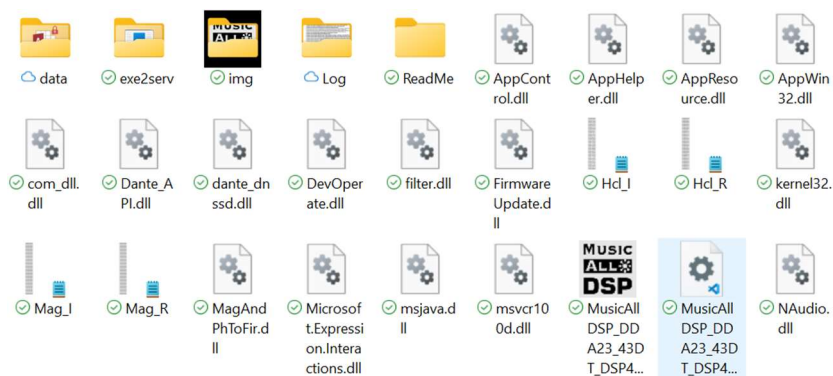 data
exe2serv
MUSIC
img
Log
ReadMe
AppCont
rol.dll
AppHelp
er.dll
AppReso
urce.dll
AppWin
32.dll
com_dll.
dll
Dante_A
PI.dll
dante_dn
ssd.dll
DevOper
ate.dll
filter.dll
Firmware
Update.d
ll
Hcl_I
Hcl_R
kernel32.
dll
Mag_I
Mag_R
MagAnd
PhToFir.d
ll
Microsof
t.Expressi
on.Intera
ctions.dll
msjava.d
ll
msvcr10
0d.dll
MUSIC
ALL
DSP
MusicAll
DSP_DD
A23_43D
T_DSP4...
MusicAll
DSP_DD
A23_43D
T_DSP4...
NAudio.
dll